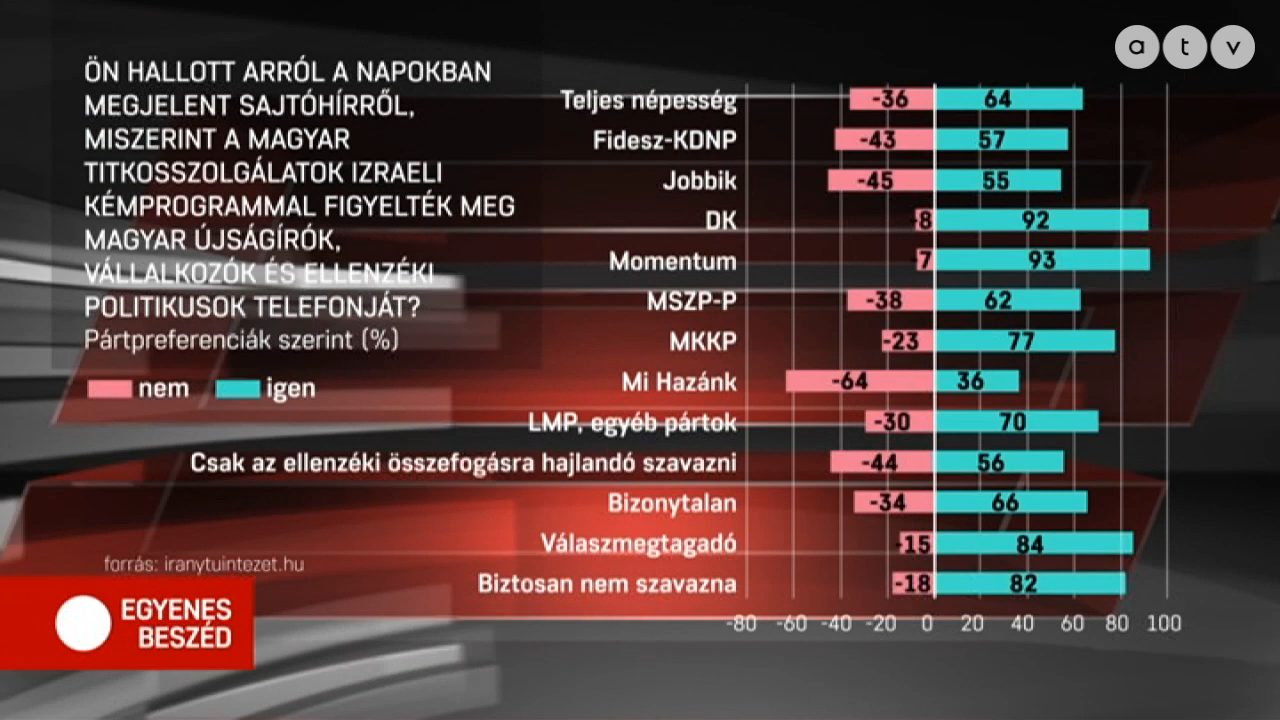 atv
ÖN HALLOTT ARRÓL A NAPOKBAN
MEGJELENT SAJTÓHÍRRŐL,
MISZERINT A MAGYAR
TITKOSSZOLGÁLATOK IZRAELI
KÉMPROGRAMMAL FIGYELTÉK MEG
MAGYAR ÚJSÁGÍRÓK,
VÁLLALKOZÓK ÉS ELLENZÉKI
POLITIKUSOK TELEFONJÁT?
Pártpreferenciák szerint (%)
nem igen
Teljes népesség -36 64
Fidesz-KDNP -43 57
Jobbik -45 55
DK -8 92
Momentum 7 93
MSZP-P -38 62
MKKP -23 77
Mi Hazánk -64 36
LMP, egyéb pártok -30 70
Csak az ellenzéki összefogásra hajlandó szavazni -44 56
Bizonytalan -34 66
Válaszmegtagadó -15 84
Biztosan nem szavazna -18 82
-80 -60 -40 -20 0 20 40 60 80 100
forrás: iranytuintezet.hu
EGYENES
BESZÉD